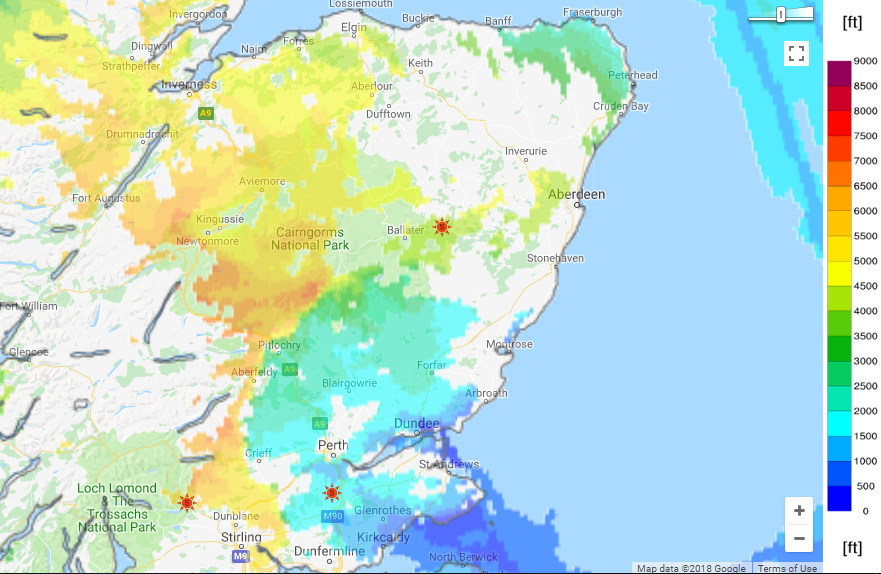 Lossiemouth
Invergordon
Elgin
Buckie
Banff
Fraserburgh
Dingwall
Nairn
Forres
Strathpeffer
Keith
Peterhead
Inverness
Aberlour
Cruden Bay
A9
Dufftown
Drumnadrochit
Inverurie
Aviemore
Fort Augustus
Aberdeen
Kingussie
Newtonmore
Cairngorms
National Park
Ballater
S
Stonehaven
Fort William
Glencoe
Pitlochry
Montrose
Aberfeldy
A9
Forfar
Blairgowrie
Arbroath
A9
Dundee
Perth
Crieff
St Andrews
Loch Lomond
& The
Trossachs
National Park
S
S
Dunblane
M90
Glenrothes
Stirling
Kirkcaldy
M9
Dunfermline
North Berwick
Map data ©2018 Google
Terms of Use
+
−
[ft]
9000
8500
8000
7500
7000
6500
6000
5500
5000
4500
4000
3500
3000
2500
2000
1500
1000
500
0
[ft]